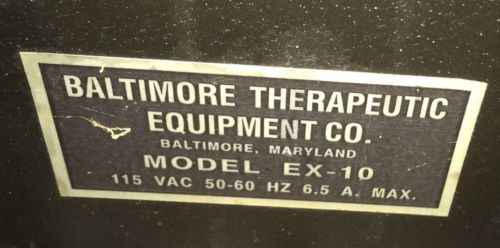 BALTIMORE THERAPEUTIC
EQUIPMENT CO.
BALTIMORE, MARYLAND
MODEL EX-10
115 VAC 50-60 HZ 6.5 A. MAX.